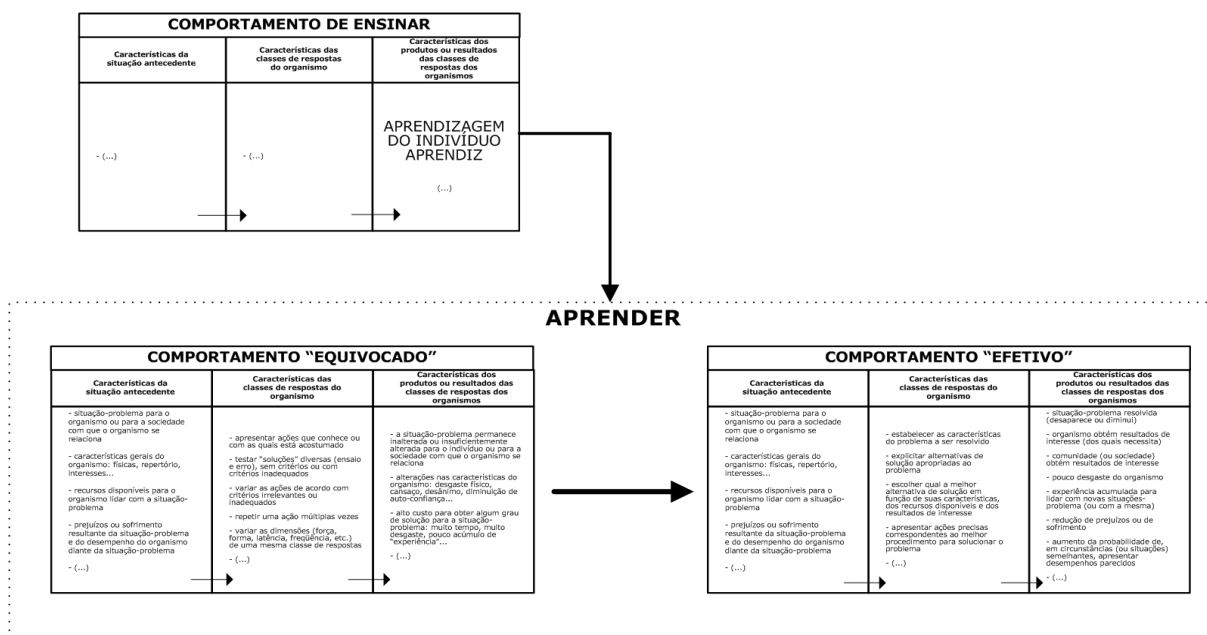 COMPORTAMENTO DE ENSINAR
Características da
situação antecedente
Características das
classes de respostas
do organismo
Características dos
produtos ou resultados
das classes de
respostas dos
organismos
- (...)
- (...)
APRENDIZAGEM
DO INDIVÍDUO
APRENDIZ
(...)
APRENDER
COMPORTAMENTO “EQUIVOCADO”
Características da
situação antecedente
Características das
classes de respostas do
organismo
Características dos
produtos ou resultados das
classes de respostas dos
organismos
- situação-problema para o
organismo ou para a sociedade
com que o organismo se
relaciona
- características gerais do
organismo: físicas, repertório,
interesses...
- recursos disponíveis para o
organismo lidar com a situação-
problema
- prejuízos ou sofrimento
resultante da situação-problema
e do desempenho do organismo
diante da situação-problema
- (...)
- apresentar ações que conhece ou
com as quais está acostumado
- testar “soluções” diversas (ensaio
e erro), sem critérios ou com
critérios inadequados
- variar as ações de acordo com
critérios irrelevantes ou
inadequados
- repetir uma ação múltiplas vezes
- variar as dimensões (força,
forma, latência, freqüência, etc.)
de uma mesma classe de respostas
- (...)
- a situação-problema permanece
inalterada ou insuficientemente
alterada para o indivíduo ou para a
sociedade com que o organismo se
relaciona
- alterações nas características do
organismo: desgaste físico,
cansaço, desânimo, diminuição de
auto-confiança...
- alto custo para obter algum grau
de solução para a situação-
problema: muito tempo, muito
desgaste, pouco acúmulo de
“experiência”...
- (...)
COMPORTAMENTO “EFETIVO”
Características da
situação antecedente
Características das
classes de respostas do
organismo
Características dos
produtos ou resultados das
classes de respostas dos
organismos
- situação-problema para o
organismo ou para a sociedade
com que o organismo se
relaciona
- características gerais do
organismo: físicas, repertório,
interesses...
- recursos disponíveis para o
organismo lidar com a situação-
problema
- prejuízos ou sofrimento
resultante da situação-problema
e do desempenho do organismo
diante da situação-problema
- (...)
- estabelecer as características
do problema a ser resolvido
- explicitar alternativas de
solução apropriadas ao
problema
- escolher qual a melhor
alternativa de solução em
função de suas características,
dos recursos disponíveis e dos
resultados de interesse
- apresentar ações precisas
correspondentes ao melhor
procedimento para solucionar o
problema
- (...)
- situação-problema resolvida
(desaparece ou diminui)
- organismo obtém resultados de
interesse (dos quais necessita)
- comunidade (ou sociedade)
obtém resultados de interesse
- pouco desgaste do organismo
- experiência acumulada para
lidar com novas situações-
problema (ou com a mesma)
- redução de prejuízos ou de
sofrimento
- aumento da probabilidade de,
em circunstâncias (ou situações)
semelhantes, apresentar
desempenhos parecidos
- (...)